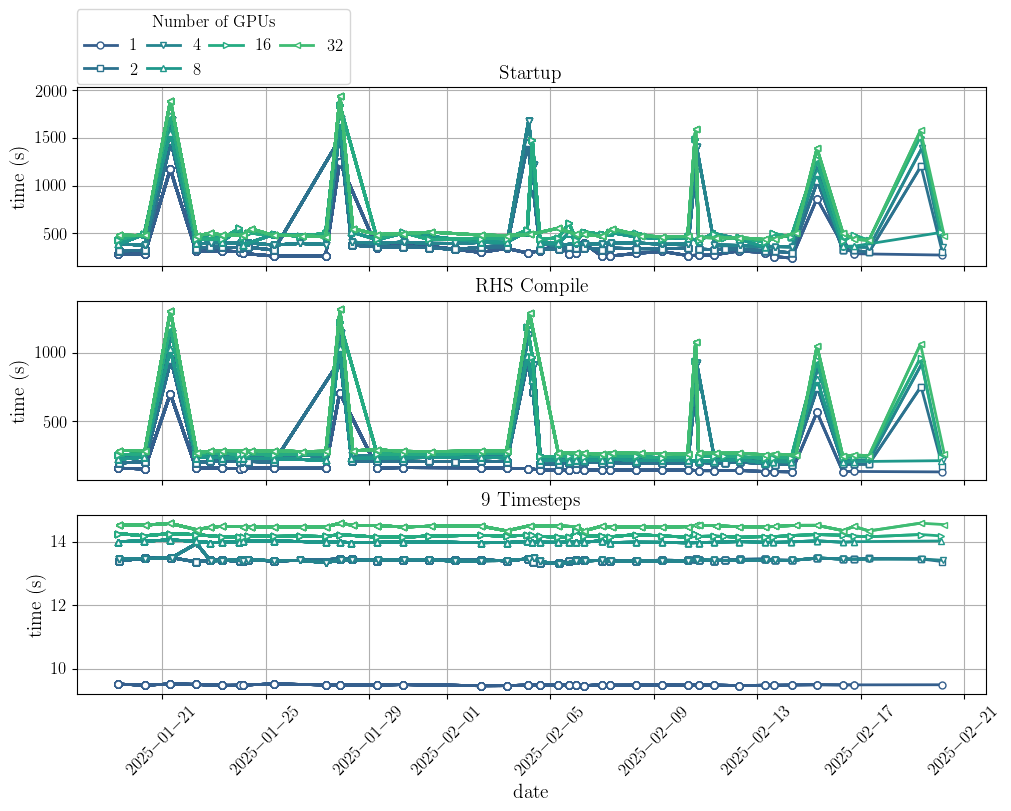 Number of GPUs
1 4 16 32
2 8
Startup
2000
1500
1000
500
time (s)
RHS Compile
1000
500
time (s)
9 Timesteps
14
12
10
time (s)
2025−01−21 2025−01−25 2025−01−29 2025−02−01 2025−02−05 2025−02−09 2025−02−13 2025−02−17 2025−02−21
date